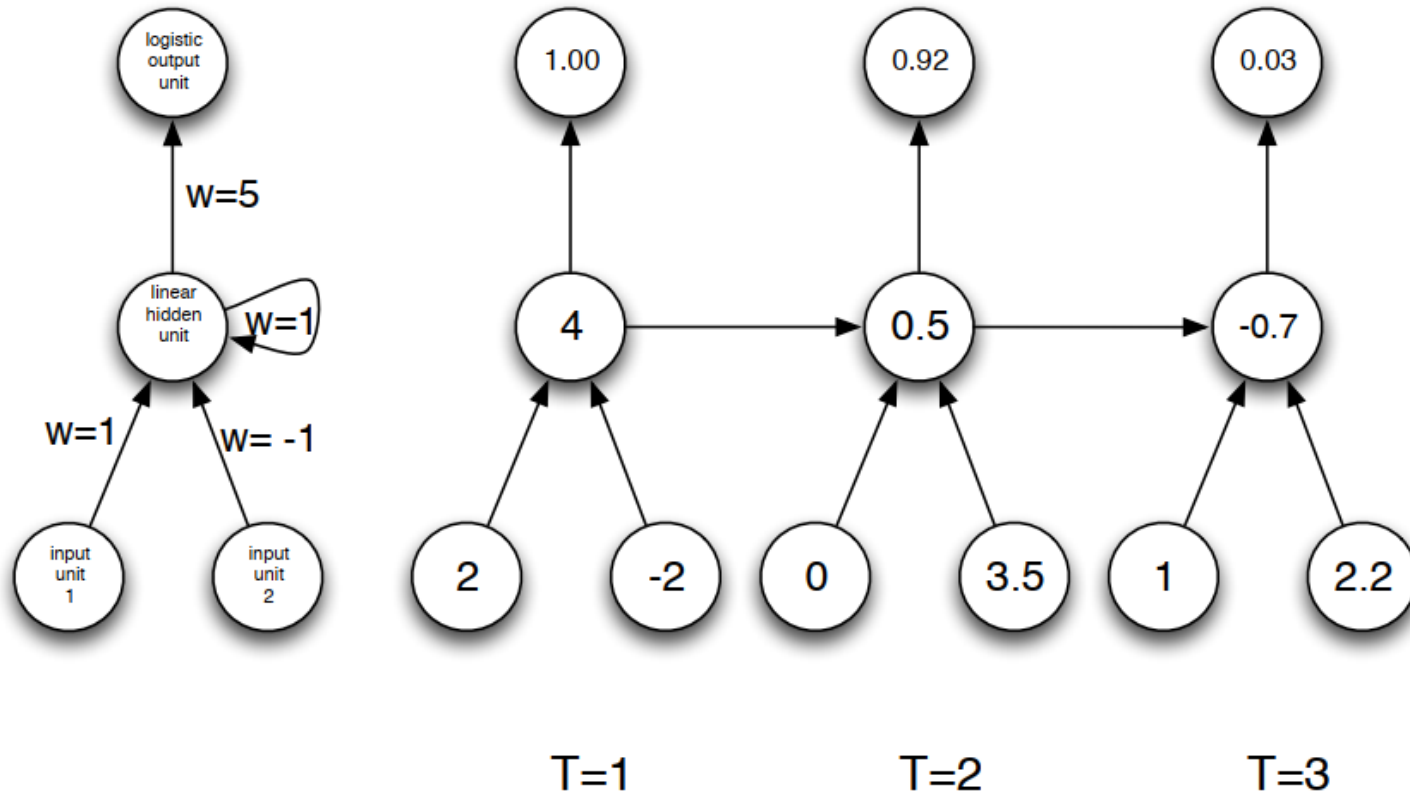 logistic
output
unit
1.00
0.92
0.03
w=5
linear
hidden
unit
w=1
4
0.5
-0.7
w=1
w= -1
input
unit
1
input
unit
2
2
-2
0
3.5
1
2.2
T=1
T=2
T=3